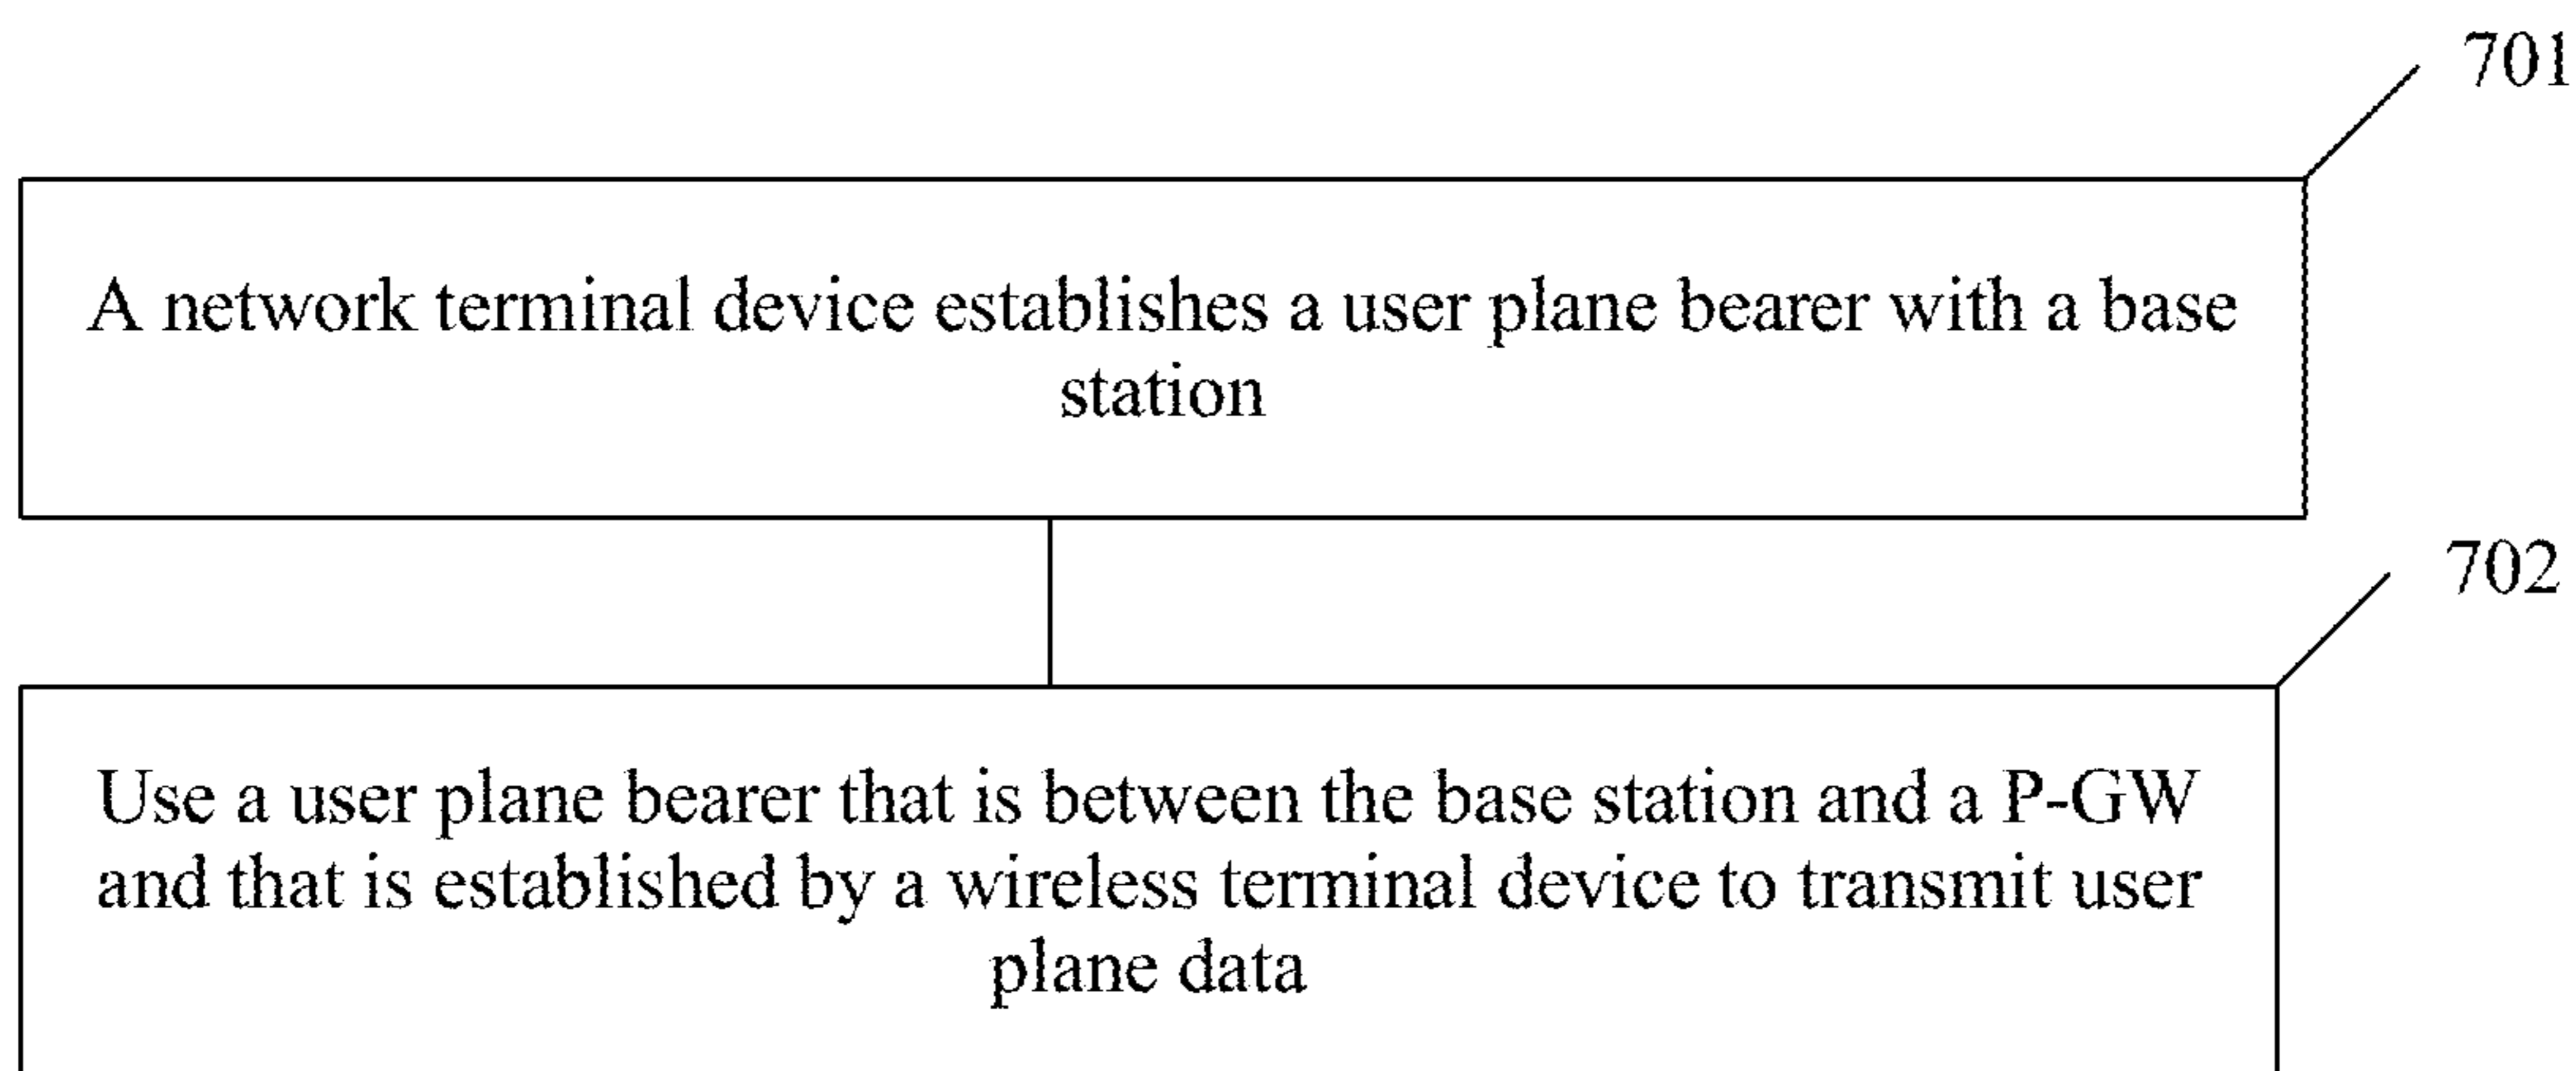 701
A network terminal device establishes a user plane bearer with a base
station
702
Use a user plane bearer that is between the base station and a P-GW
and that is established by a wireless terminal device to transmit user
plane data